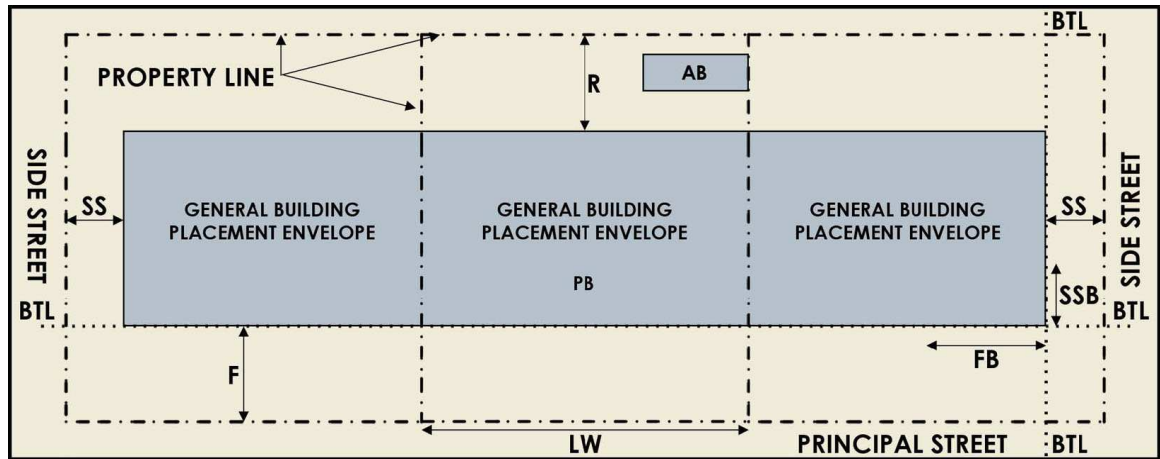 BTL
PROPERTY LINE
R
AB
SIDE STREET
SS
GENERAL BUILDING
PLACEMENT ENVELOPE
GENERAL BUILDING
PLACEMENT ENVELOPE
PB
GENERAL BUILDING
PLACEMENT ENVELOPE
SS
SIDE STREET
SSB
BTL
BTL
F
FB
LW
PRINCIPAL STREET
BTL